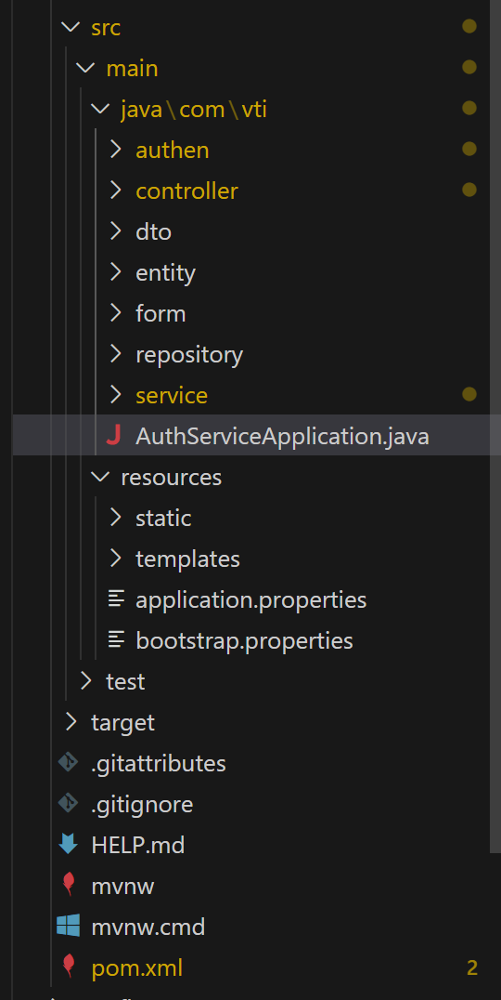 src
main
java\com\vti
authen
controller
dto
entity
form
repository
service
AuthServiceApplication.java
resources
static
templates
application.properties
bootstrap.properties
test
target
.gitattributes
.gitignore
HELP.md
mvnw
mvnw.cmd
pom.xml 2